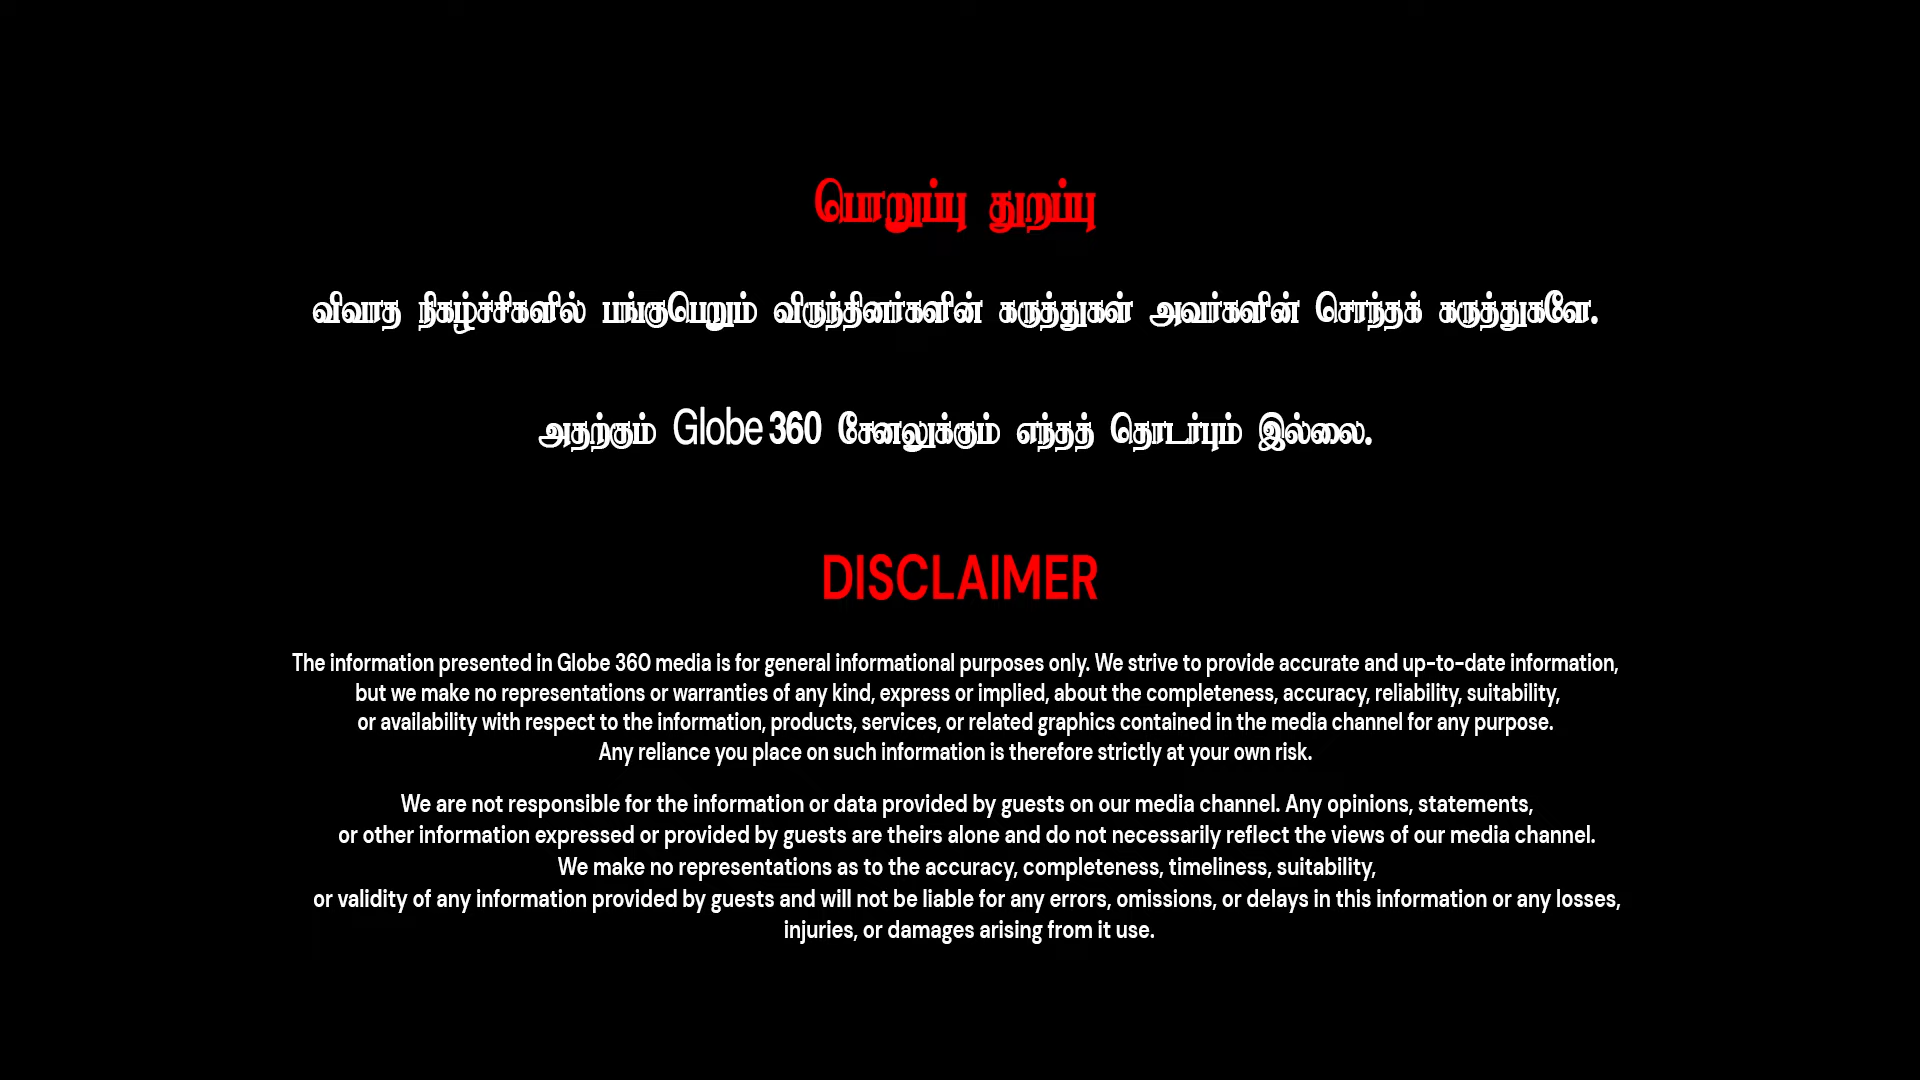 பொறுப்பு துறப்பு
விவாத நிகழ்ச்சிகளில் பங்குபெறும் விருந்தினர்களின் கருத்துகள் அவர்களின் சொந்தக் கருத்துகளே.
அதற்கும் Globe 360 சேனலுக்கும் எந்தத் தொடர்பும் இல்லை.
DISCLAIMER
The information presented in Globe 360 media is for general informational purposes only. We strive to provide accurate and up-to-date information,
but we make no representations or warranties of any kind, express or implied, about the completeness, accuracy, reliability, suitability,
or availability with respect to the information, products, services, or related graphics contained in the media channel for any purpose.
Any reliance you place on such information is therefore strictly at your own risk.
We are not responsible for the information or data provided by guests on our media channel. Any opinions, statements,
or other information expressed or provided by guests are theirs alone and do not necessarily reflect the views of our media channel.
We make no representations as to the accuracy, completeness, timeliness, suitability,
or validity of any information provided by guests and will not be liable for any errors, omissions, or delays in this information or any losses,
injuries, or damages arising from it use.